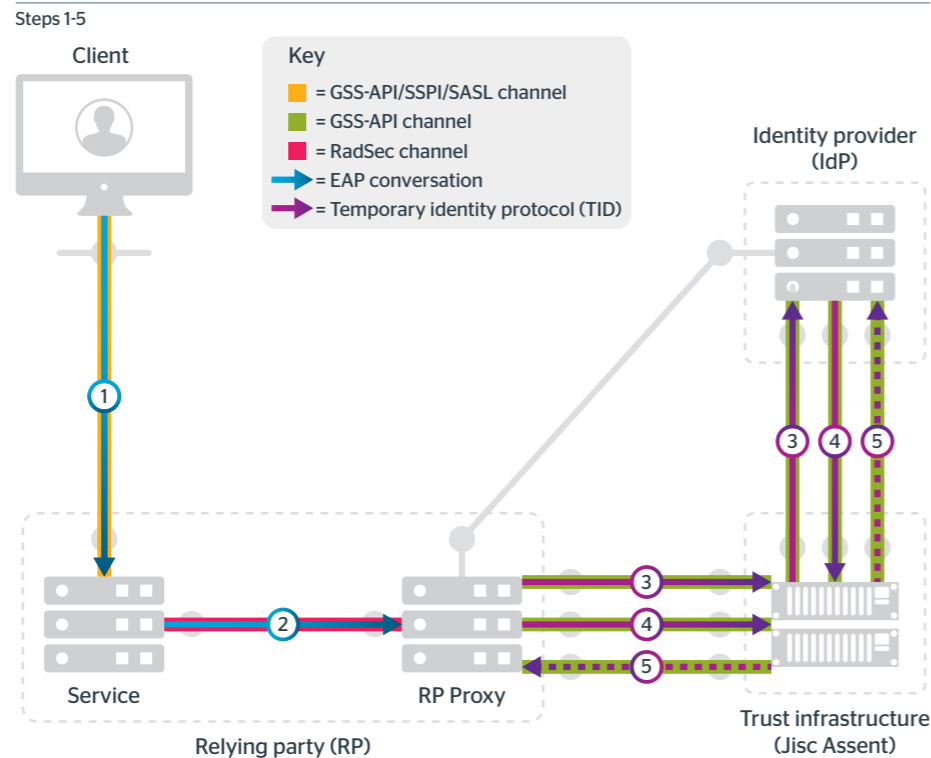 Steps 1-5
Client
Key
= GSS-API/SSPI/SASL channel
= GSS-API channel
= RadSec channel
= EAP conversation
= Temporary identity protocol (TID)
Identity provider
(IdP)
1
3
4
5
2
3
4
5
Service
RP Proxy
Relying party (RP)
Trust infrastructure
(Jisc Assent)